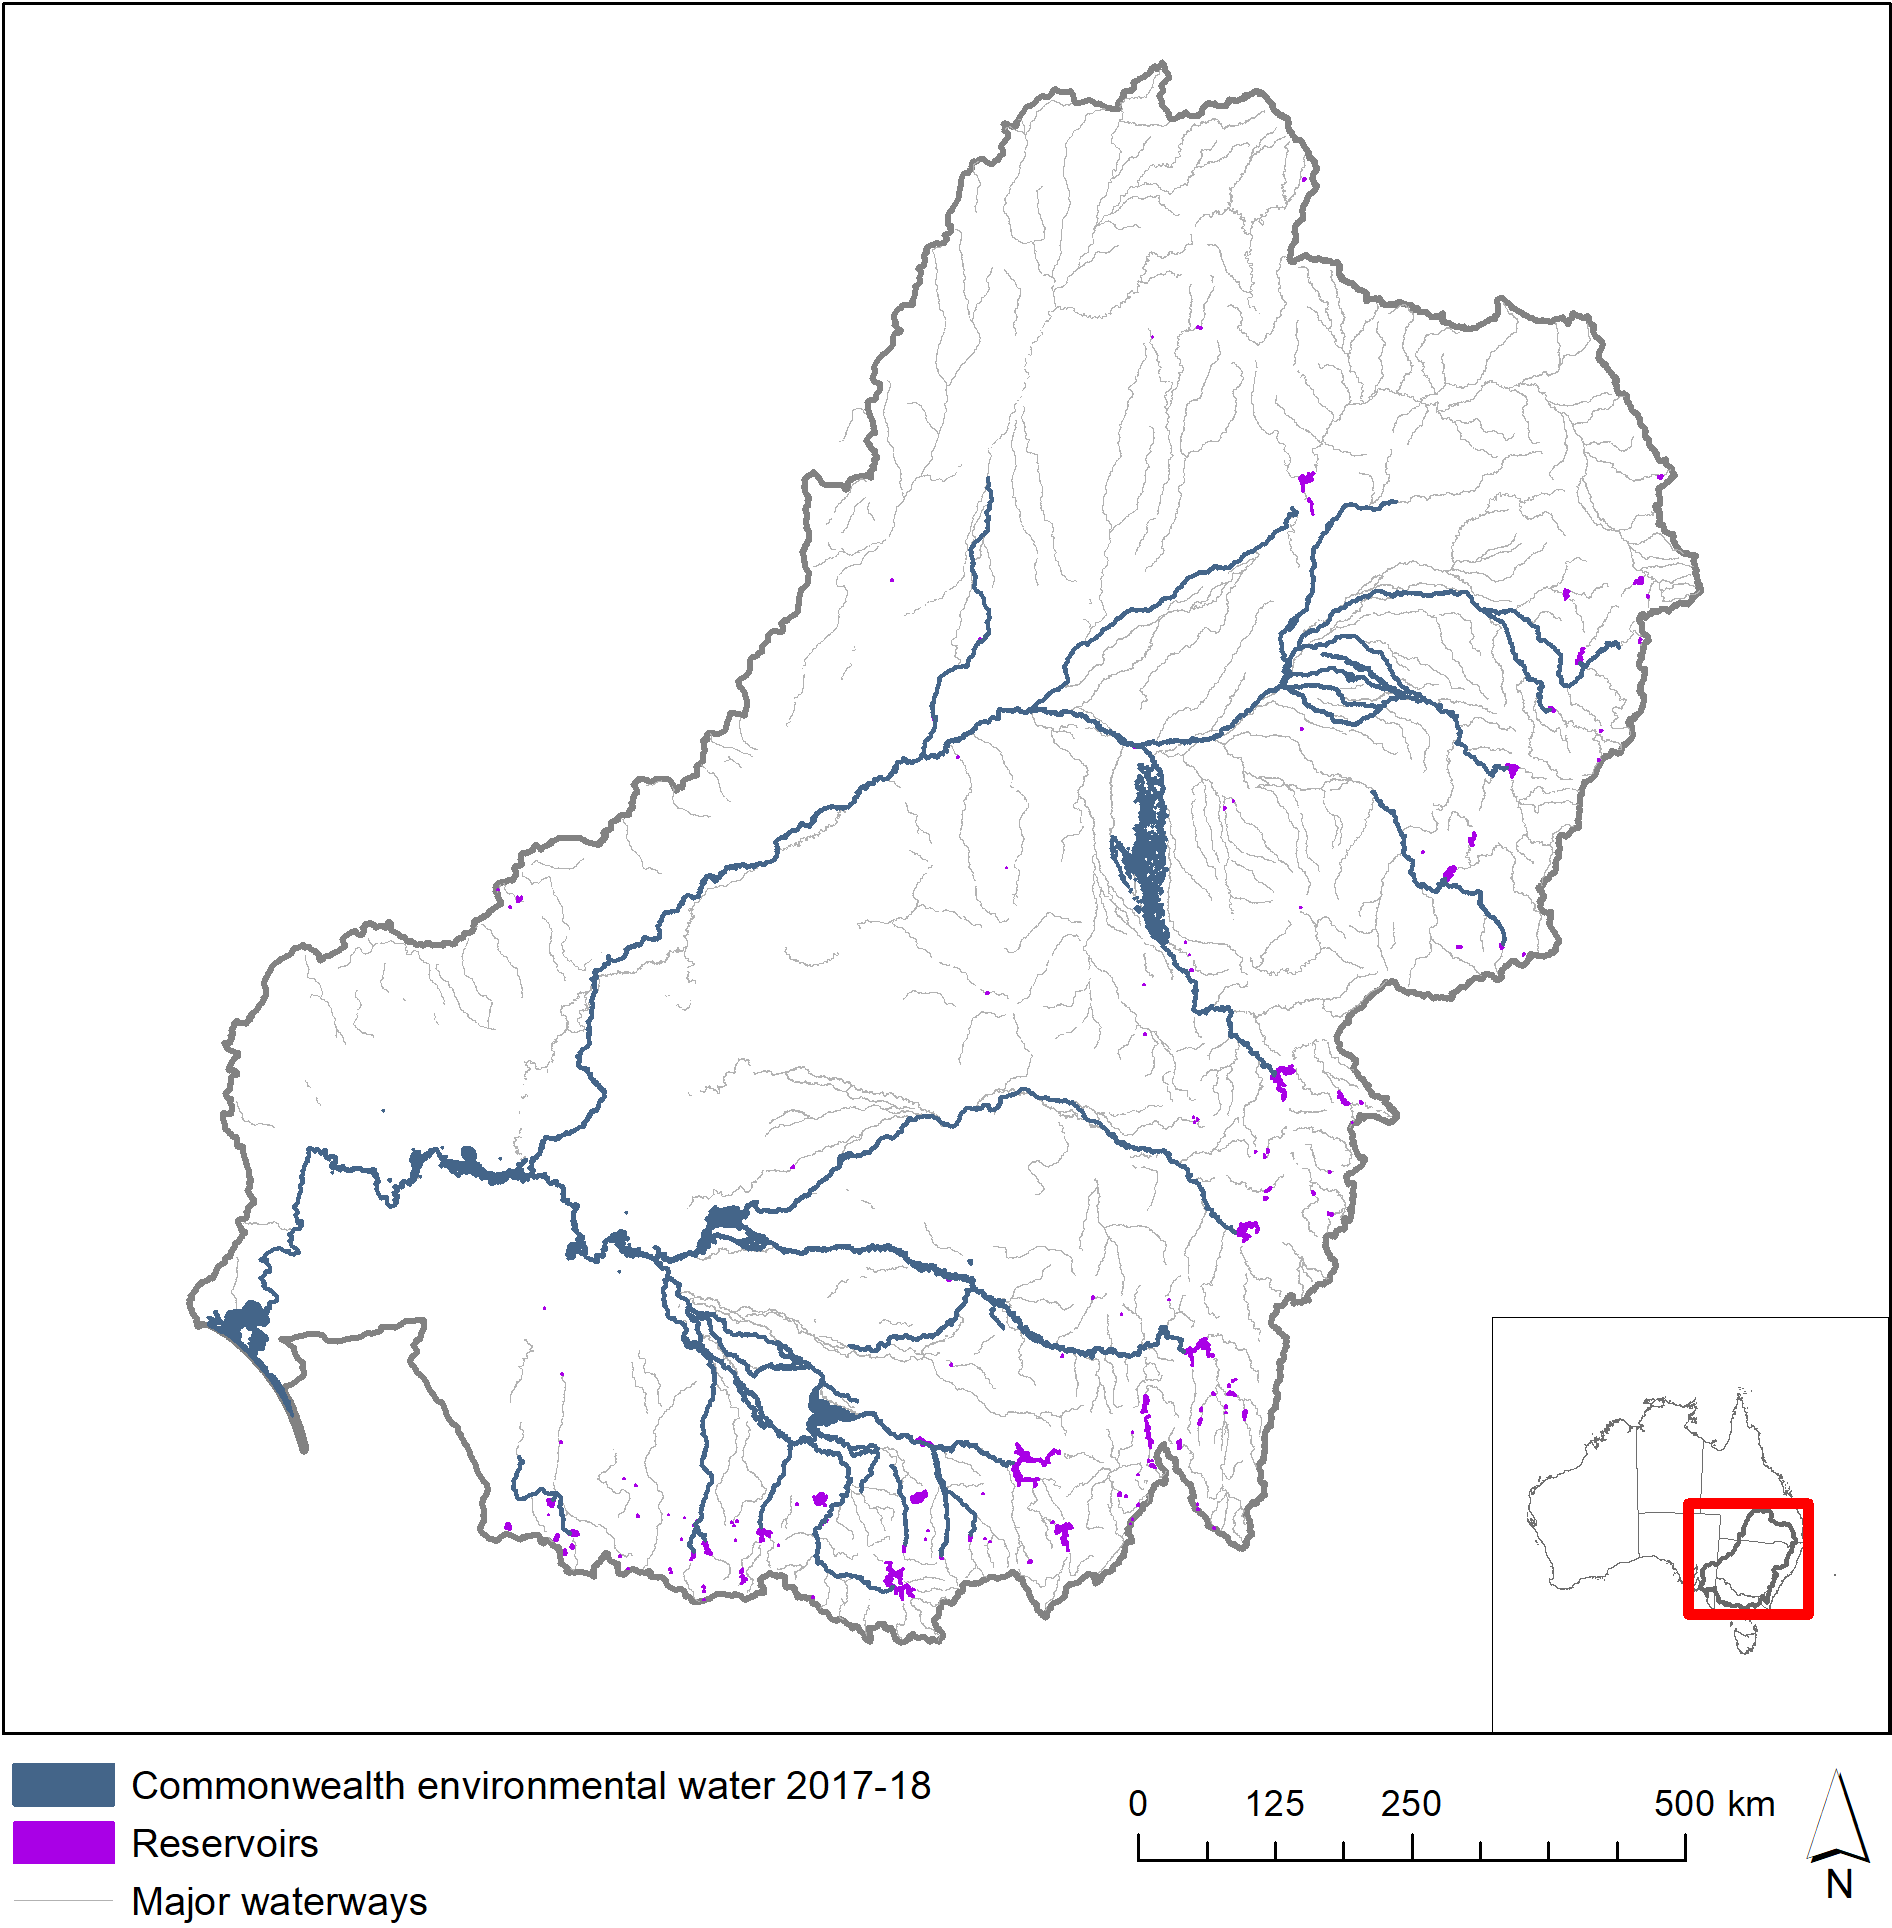 Commonwealth environmental water 2017-18
Reservoirs
Major waterways
0 125 250 500 km
N